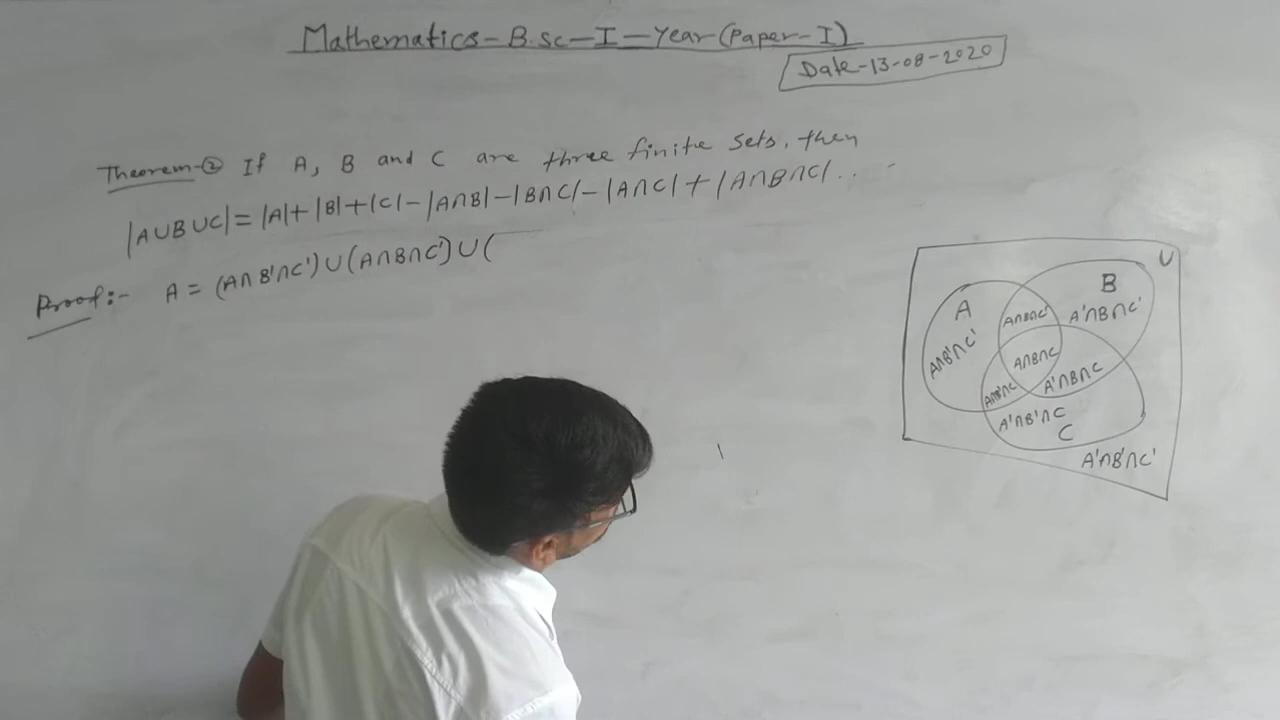 Mathematics-B.sc-I-Year(Paper-I)
Date-13-08-2020
Theorem-② If A, B and C are three finite sets, then
|A∪B∪C|=|A|+|B|+|C|-|A∩B|-|B∩C|-|A∩C|+|A∩B∩C|...
Proof:- A = (A∩B'∩C')∪(A∩B∩C')∪(
U
B
A
A∩B∩C'
A'∩B∩C'
A∩B'∩C'
A∩B∩C
A∩B'∩C
A'∩B∩C
A'∩B'∩C
C
A'∩B'∩C'